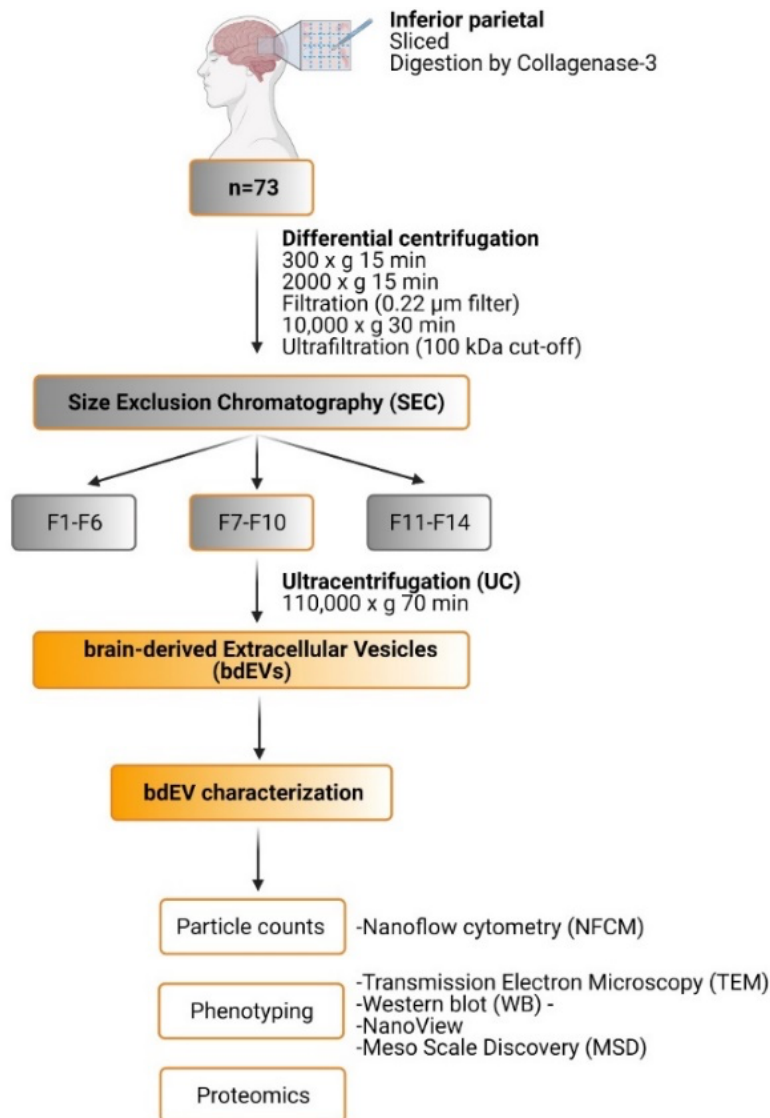 Inferior parietal
Sliced
Digestion by Collagenase-3
n=73
Differential centrifugation
300 x g 15 min
2000 x g 15 min
Filtration (0.22 µm filter)
10,000 x g 30 min
Ultrafiltration (100 kDa cut-off)
Size Exclusion Chromatography (SEC)
F1-F6
F7-F10
F11-F14
Ultracentrifugation (UC)
110,000 x g 70 min
brain-derived Extracellular Vesicles
(bdEVs)
bdEV characterization
Particle counts
-Nanoflow cytometry (NFCM)
Phenotyping
-Transmission Electron Microscopy (TEM)
-Western blot (WB) -
-NanoView
-Meso Scale Discovery (MSD)
Proteomics